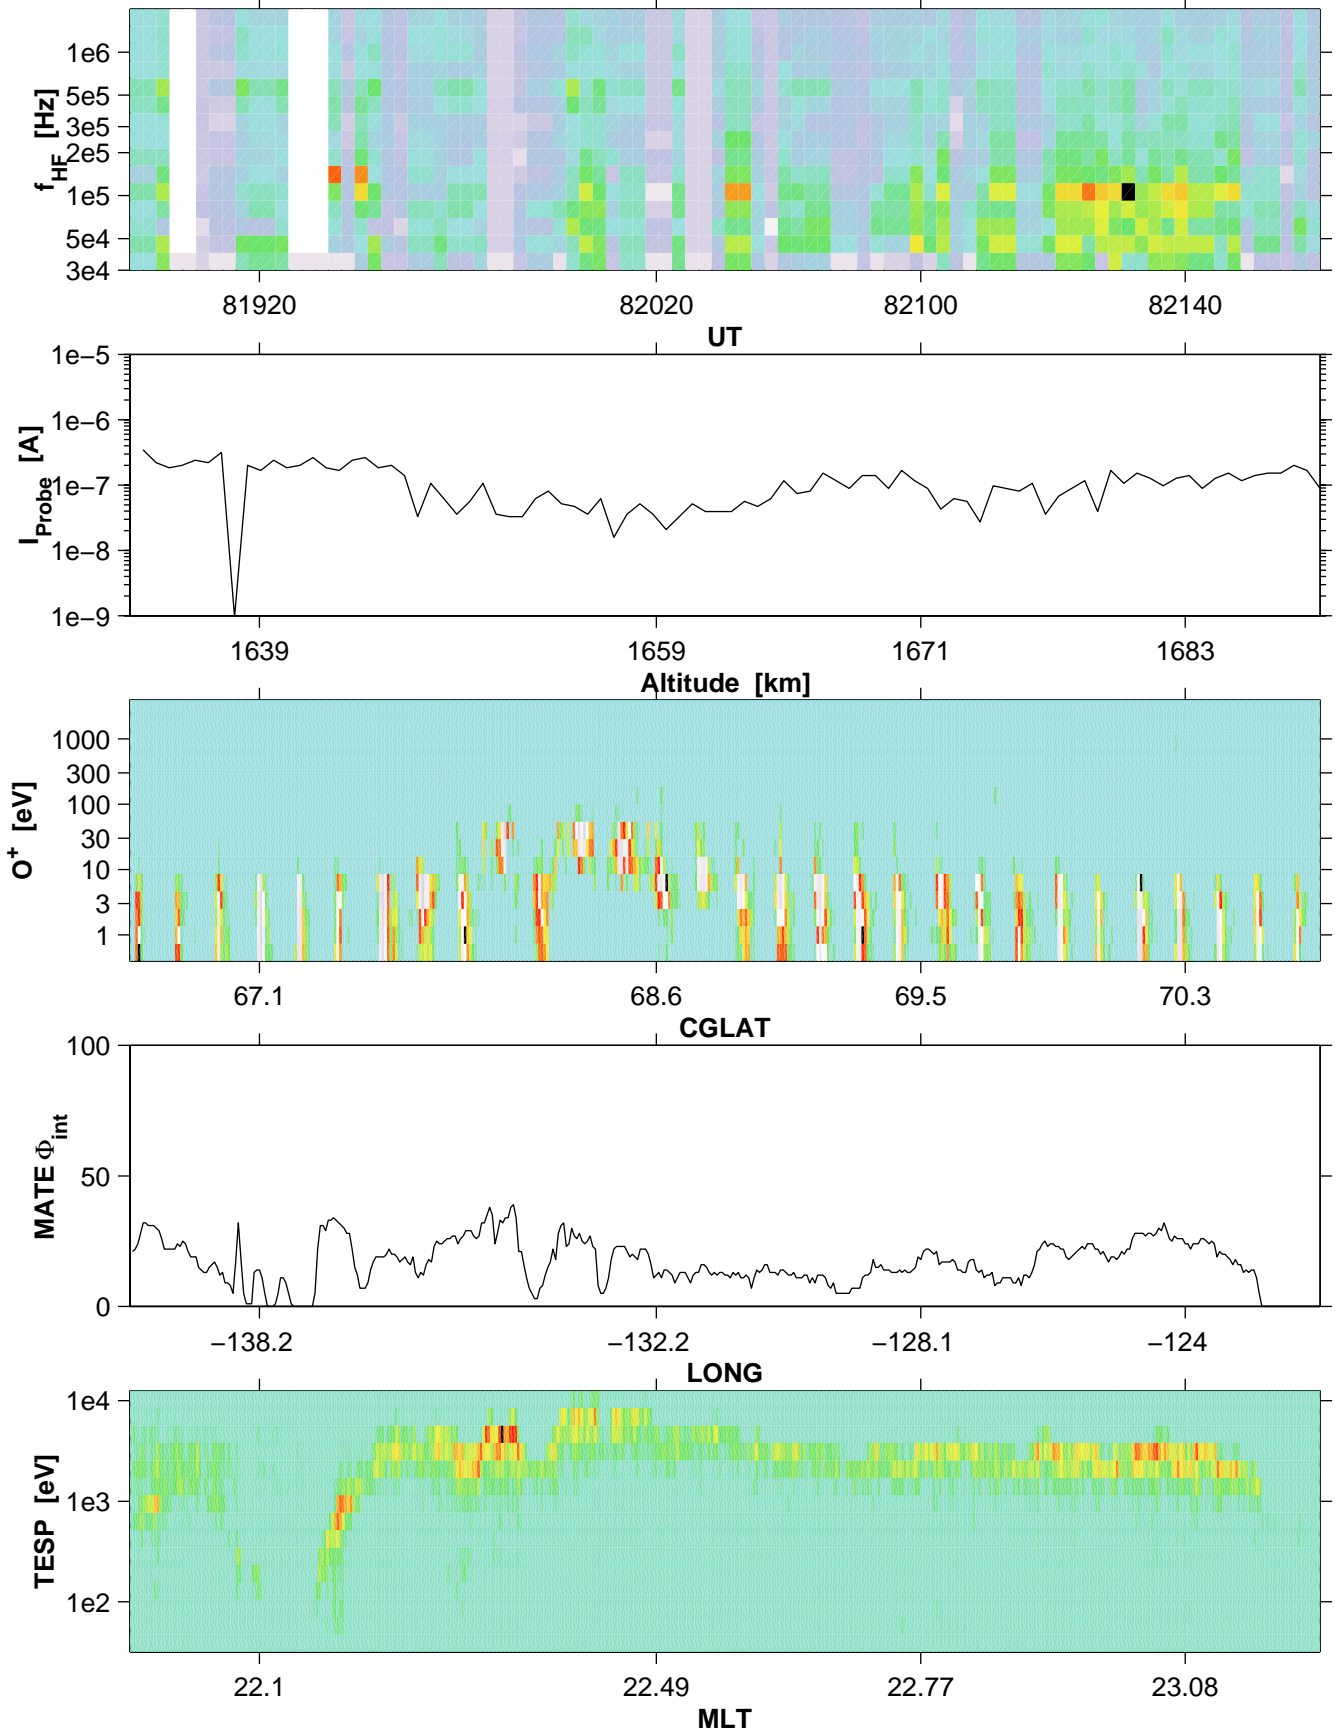 1e6
5e5
3e5
2e5
1e5
5e4
3e4
f_HF [Hz]
81920 82020 82100 82140
UT
1e−5
1e−6
1e−7
1e−8
1e−9
I_Probe [A]
1639 1659 1671 1683
Altitude [km]
1000
300
100
30
10
3
1
O⁺ [eV]
67.1 68.6 69.5 70.3
CGLAT
100
50
0
MATE Φ_int
−138.2 −132.2 −128.1 −124
LONG
1e4
1e3
1e2
TESP [eV]
22.1 22.49 22.77 23.08
MLT